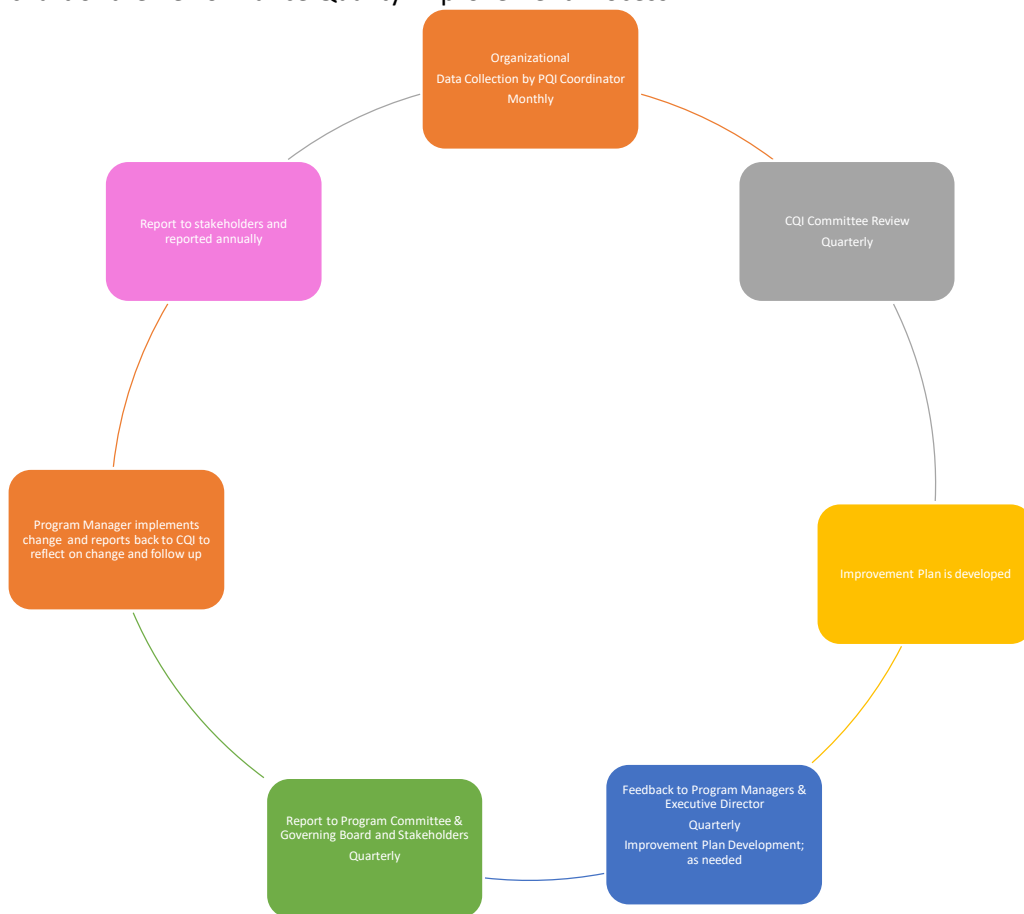 Organizational
Data Collection by PQI Coordinator
Monthly
CQI Committee Review
Quarterly
Improvement Plan is developed
Feedback to Program Managers &
Executive Director
Quarterly
Improvement Plan Development;
as needed
Report to Program Committee &
Governing Board and Stakeholders
Quarterly
Program Manager implements
change and reports back to CQI to
reflect on change and follow up
Report to stakeholders and
reported annually